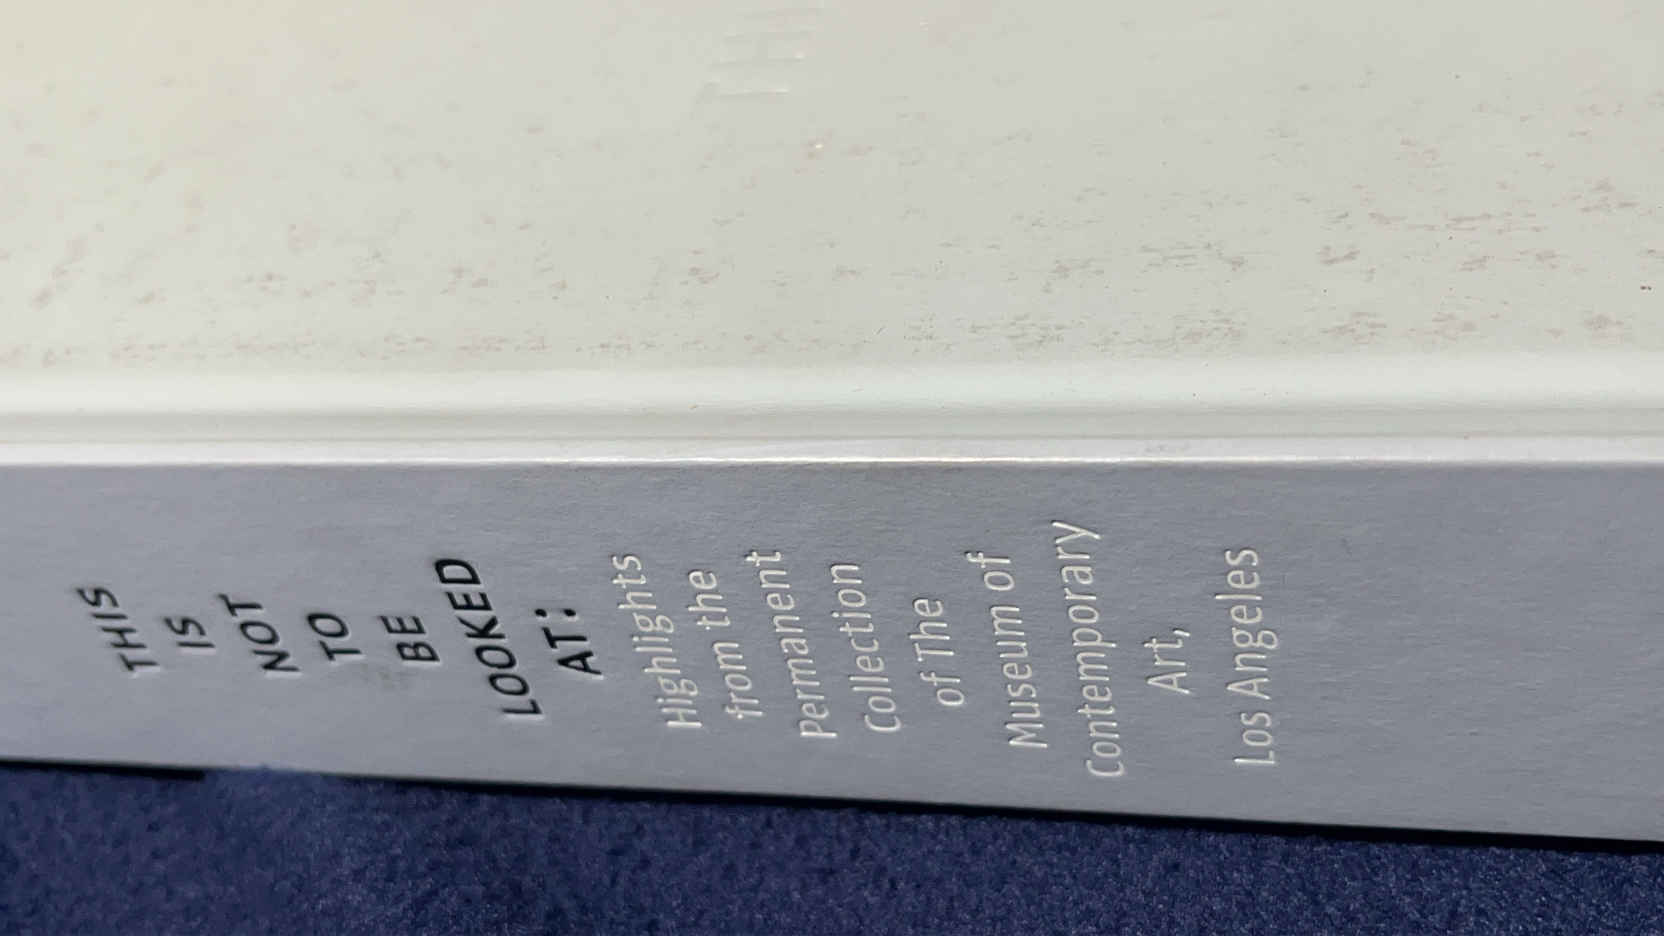 THIS
IS
NOT
TO
BE
LOOKED
AT:
Highlights
from the
Permanent
Collection
of The
Museum of
Contemporary
Art,
Los Angeles